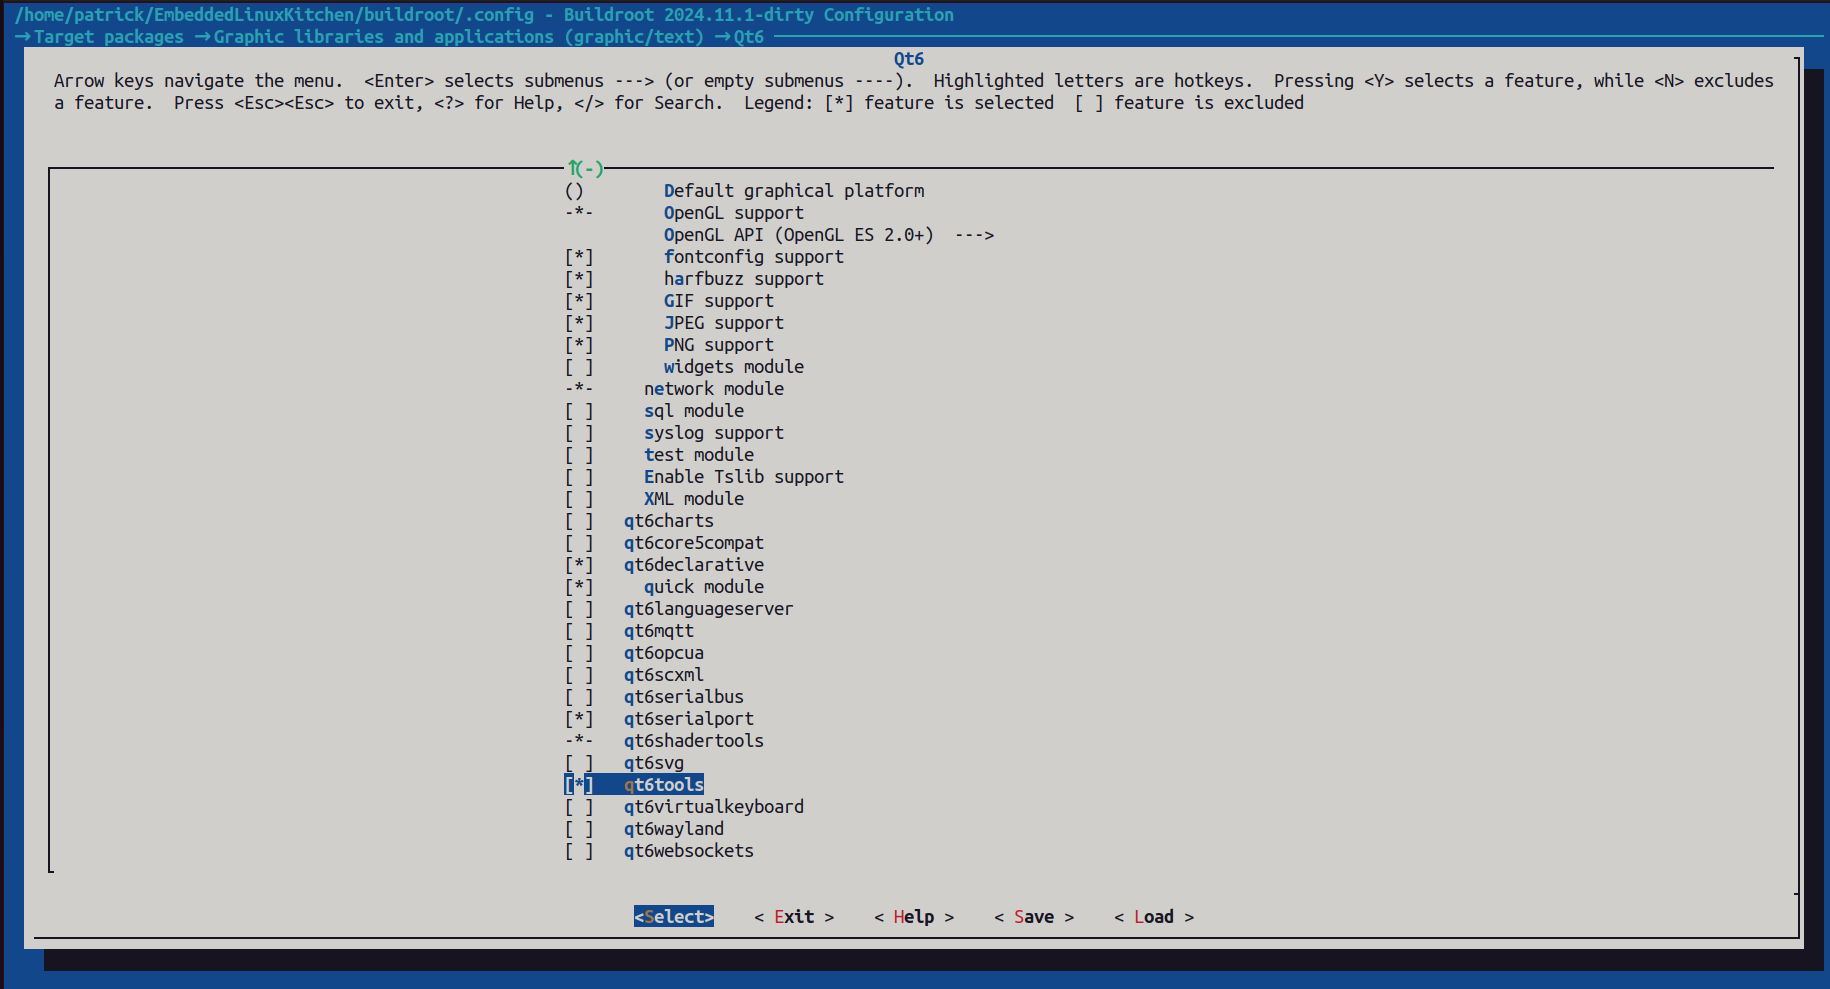 /home/patrick/EmbeddedLinuxKitchen/buildroot/.config - Buildroot 2024.11.1-dirty Configuration
→Target packages →Graphic libraries and applications (graphic/text) →Qt6
Qt6
Arrow keys navigate the menu.  <Enter> selects submenus ---> (or empty submenus ----).  Highlighted letters are hotkeys.  Pressing <Y> selects a feature, while <N> excludes
a feature.  Press <Esc><Esc> to exit, <?> for Help, </> for Search.  Legend: [*] feature is selected  [ ] feature is excluded
↑(-)
()        Default graphical platform
-*-       OpenGL support
          OpenGL API (OpenGL ES 2.0+)  --->
[*]       fontconfig support
[*]       harfbuzz support
[*]       GIF support
[*]       JPEG support
[*]       PNG support
[ ]       widgets module
-*-     network module
[ ]     sql module
[ ]     syslog support
[ ]     test module
[ ]     Enable Tslib support
[ ]     XML module
[ ]   qt6charts
[ ]   qt6core5compat
[*]   qt6declarative
[*]     quick module
[ ]   qt6languageserver
[ ]   qt6mqtt
[ ]   qt6opcua
[ ]   qt6scxml
[ ]   qt6serialbus
[*]   qt6serialport
-*-   qt6shadertools
[ ]   qt6svg
[*]   qt6tools
[ ]   qt6virtualkeyboard
[ ]   qt6wayland
[ ]   qt6websockets
<Select>    < Exit >    < Help >    < Save >    < Load >